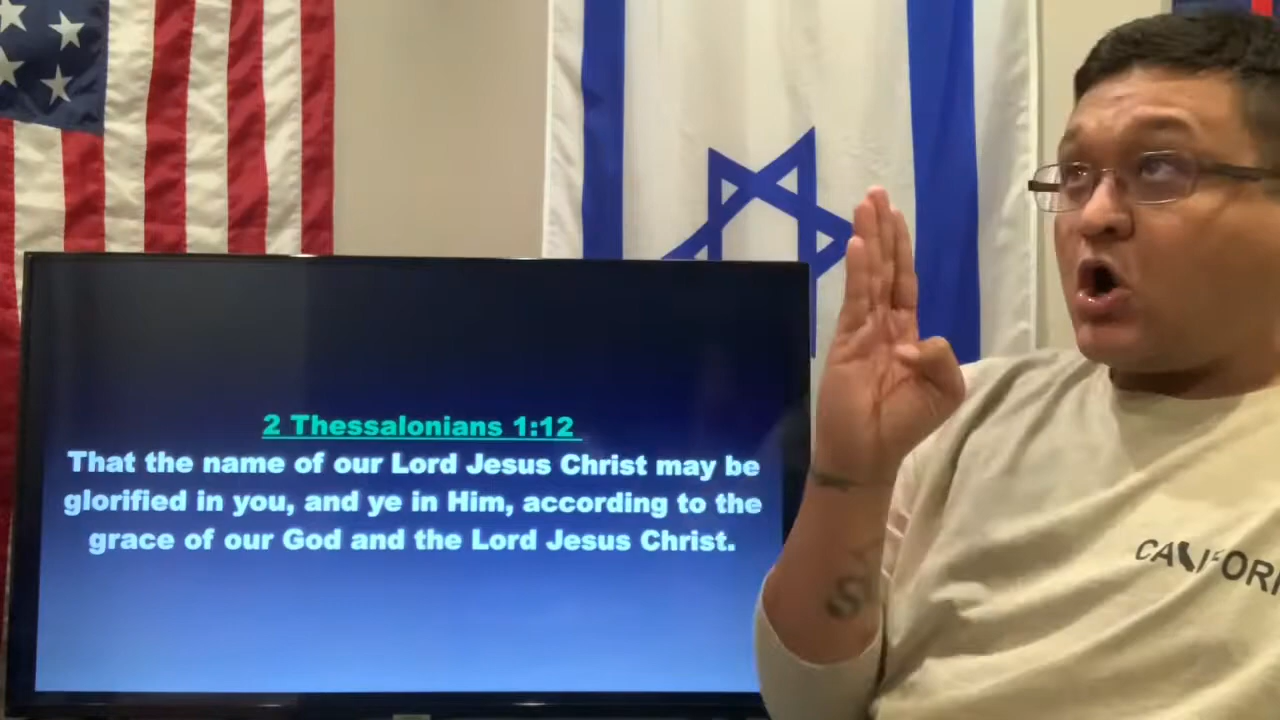 2 Thessalonians 1:12
That the name of our Lord Jesus Christ may be
glorified in you, and ye in Him, according to the
grace of our God and the Lord Jesus Christ.
CALIFOR
S